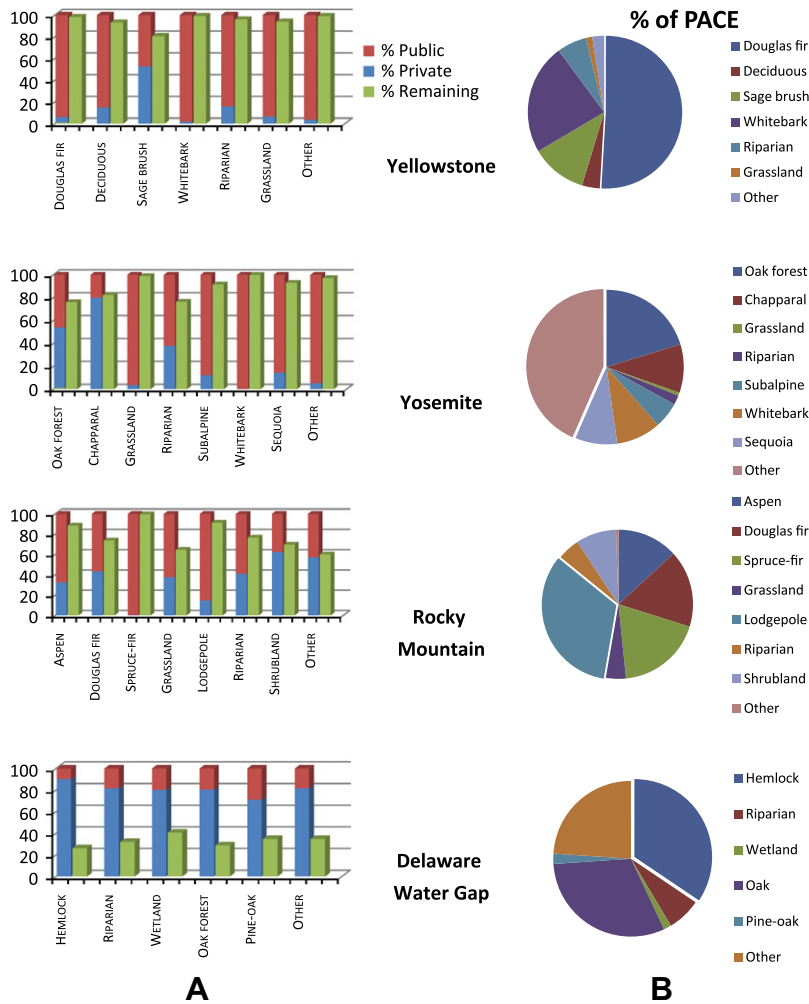 % of PACE
100
80
60
40
20
0
% Public
% Private
% Remaining
DOUGLAS FIR
DECIDUOUS
SAGE BRUSH
WHITEBARK
RIPARIAN
GRASSLAND
OTHER
Yellowstone
Douglas fir
Deciduous
Sage brush
Whitebark
Riparian
Grassland
Other
100
80
60
40
20
0
OAK FOREST
CHAPPARAL
GRASSLAND
RIPARIAN
SUBALPINE
WHITEBARK
SEQUOIA
OTHER
Yosemite
Oak forest
Chapparal
Grassland
Riparian
Subalpine
Whitebark
Sequoia
Other
100
80
60
40
20
0
ASPEN
DOUGLAS FIR
SPRUCE-FIR
GRASSLAND
LODGEPOLE
RIPARIAN
SHRUBLAND
OTHER
Rocky
Mountain
Aspen
Douglas fir
Spruce-fir
Grassland
Lodgepole
Riparian
Shrubland
Other
100
80
60
40
20
0
HEMLOCK
RIPARIAN
WETLAND
OAK FOREST
PINE-OAK
OTHER
Delaware
Water Gap
Hemlock
Riparian
Wetland
Oak
Pine-oak
Other
A
B